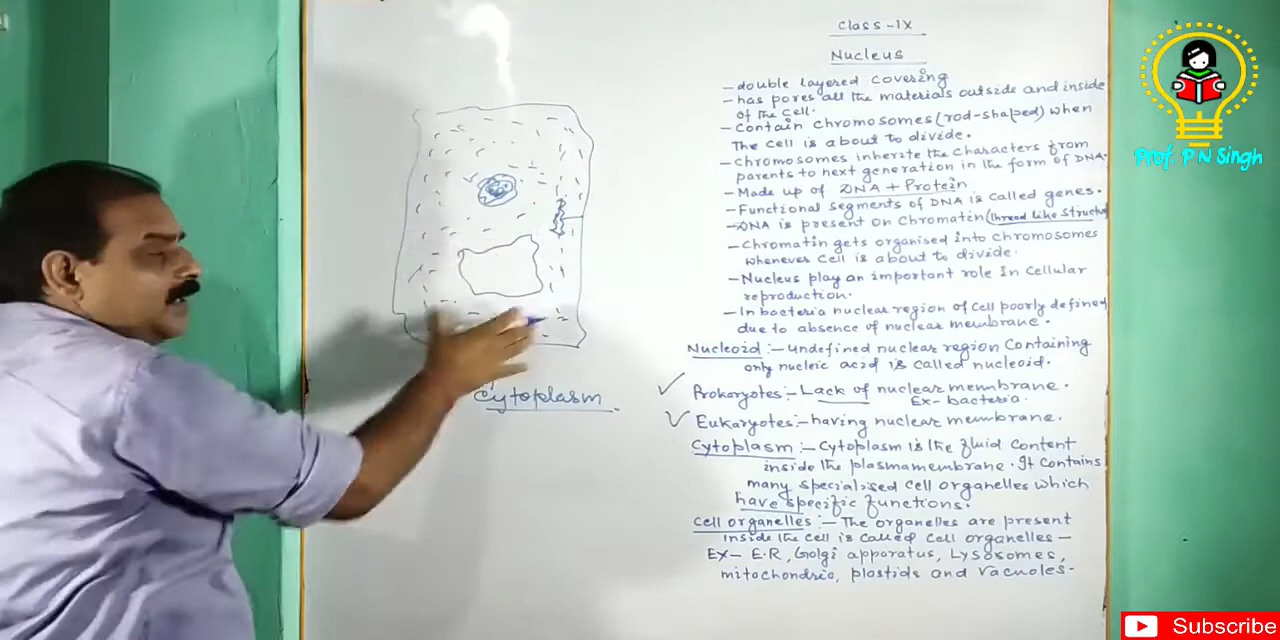 Class-IX
Nucleus
- double layered covering
- has pores all the materials outside and inside
of the cell.
- Contain chromosomes (rod-shaped) when
The cell is about to divide.
- Chromosomes inherite the characters from
parents to next generation in the form of DNA.
- Made up of DNA + Protein
- Functional segments of DNA is called genes.
- DNA is present on Chromatin (thread like structu
- Chromatin gets organised into chromosomes
whenever cell is about to divide.
- Nucleus play an important role in cellular
reproduction.
- In bacteria nuclear region of cell poorly defined
due to absence of nuclear membrane.
Nucleoid :- undefined nuclear region containing
only nucleic acid is called nucleoid.
Prokaryotes:- Lack of nuclear membrane.
Ex- bacteria.
Eukaryotes:- having nuclear membrane.
Cytoplasm :- Cytoplasm is the fluid content
inside the plasmamembrane. It contains
many specialised cell organelles which
have specific functions.
Cell organelles :- The organelles are present
inside the cell is called cell organelles -
Ex- E.R, Golgi apparatus, Lysosomes,
mitochondria, plastids and vacuoles.
Cytoplasm
Prof. P N Singh
Subscribe